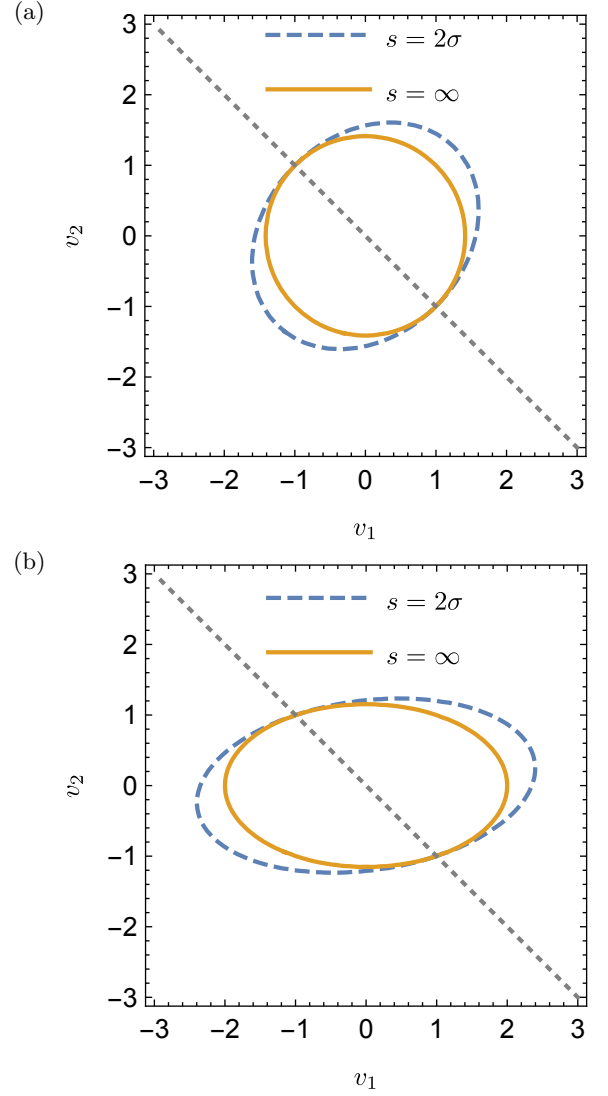 (a)
s = 2σ
s = ∞
3
2
1
0
−1
−2
−3
v₂
−3 −2 −1 0 1 2 3
v₁
(b)
s = 2σ
s = ∞
3
2
1
0
−1
−2
−3
v₂
−3 −2 −1 0 1 2 3
v₁